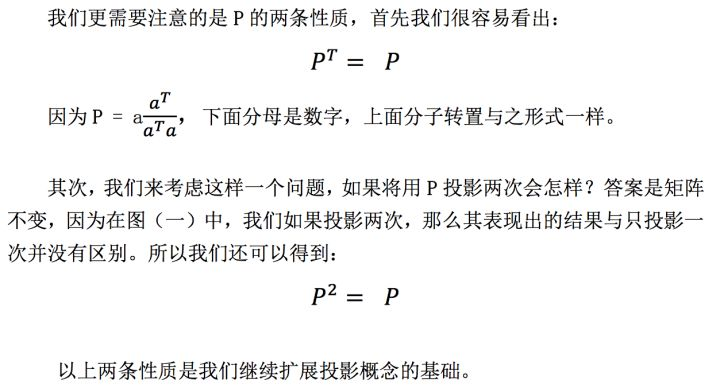 我们更需要注意的是 P 的两条性质，首先我们很容易看出：
P^T = P
因为 P = a\frac{a^T}{a^T a}，下面分母是数字，上面分子转置与之形式一样。
其次，我们来考虑这样一个问题，如果将用 P 投影两次会怎样？答案是矩阵
不变，因为在图（一）中，我们如果投影两次，那么其表现出的结果与只投影一
次并没有区别。所以我们还可以得到：
P^2 = P
以上两条性质是我们继续扩展投影概念的基础。